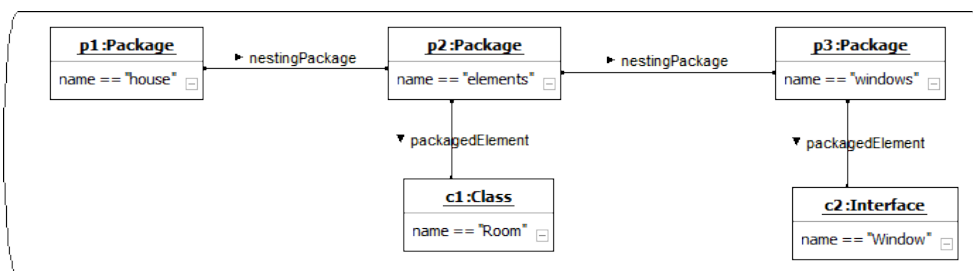 p1:Package
name == "house"
► nestingPackage
p2:Package
name == "elements"
► nestingPackage
p3:Package
name == "windows"
▼ packagedElement
▼ packagedElement
c1:Class
name == "Room"
c2:Interface
name == "Window"